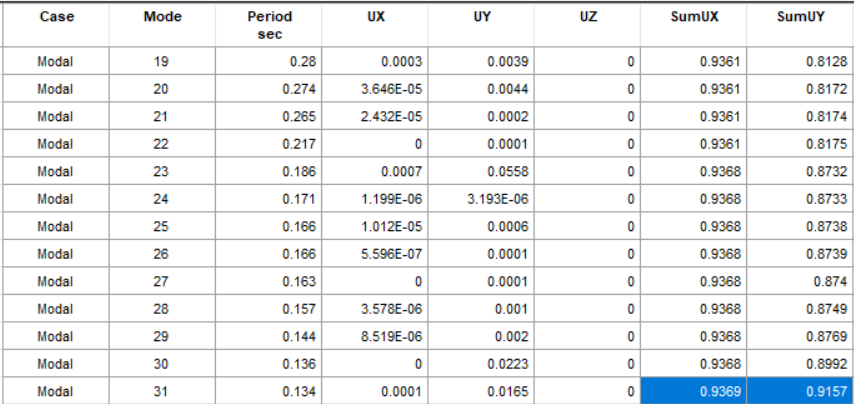 Case Mode Period sec UX UY UZ SumUX SumUY
Modal 19 0.28 0.0003 0.0039 0 0.9361 0.8128
Modal 20 0.274 3.646E-05 0.0044 0 0.9361 0.8172
Modal 21 0.265 2.432E-05 0.0002 0 0.9361 0.8174
Modal 22 0.217 0 0.0001 0 0.9361 0.8175
Modal 23 0.186 0.0007 0.0558 0 0.9368 0.8732
Modal 24 0.171 1.199E-06 3.193E-06 0 0.9368 0.8733
Modal 25 0.166 1.012E-05 0.0006 0 0.9368 0.8738
Modal 26 0.166 5.596E-07 0.0001 0 0.9368 0.8739
Modal 27 0.163 0 0.0001 0 0.9368 0.874
Modal 28 0.157 3.578E-06 0.001 0 0.9368 0.8749
Modal 29 0.144 8.519E-06 0.002 0 0.9368 0.8769
Modal 30 0.136 0 0.0223 0 0.9368 0.8992
Modal 31 0.134 0.0001 0.0165 0 0.9369 0.9157